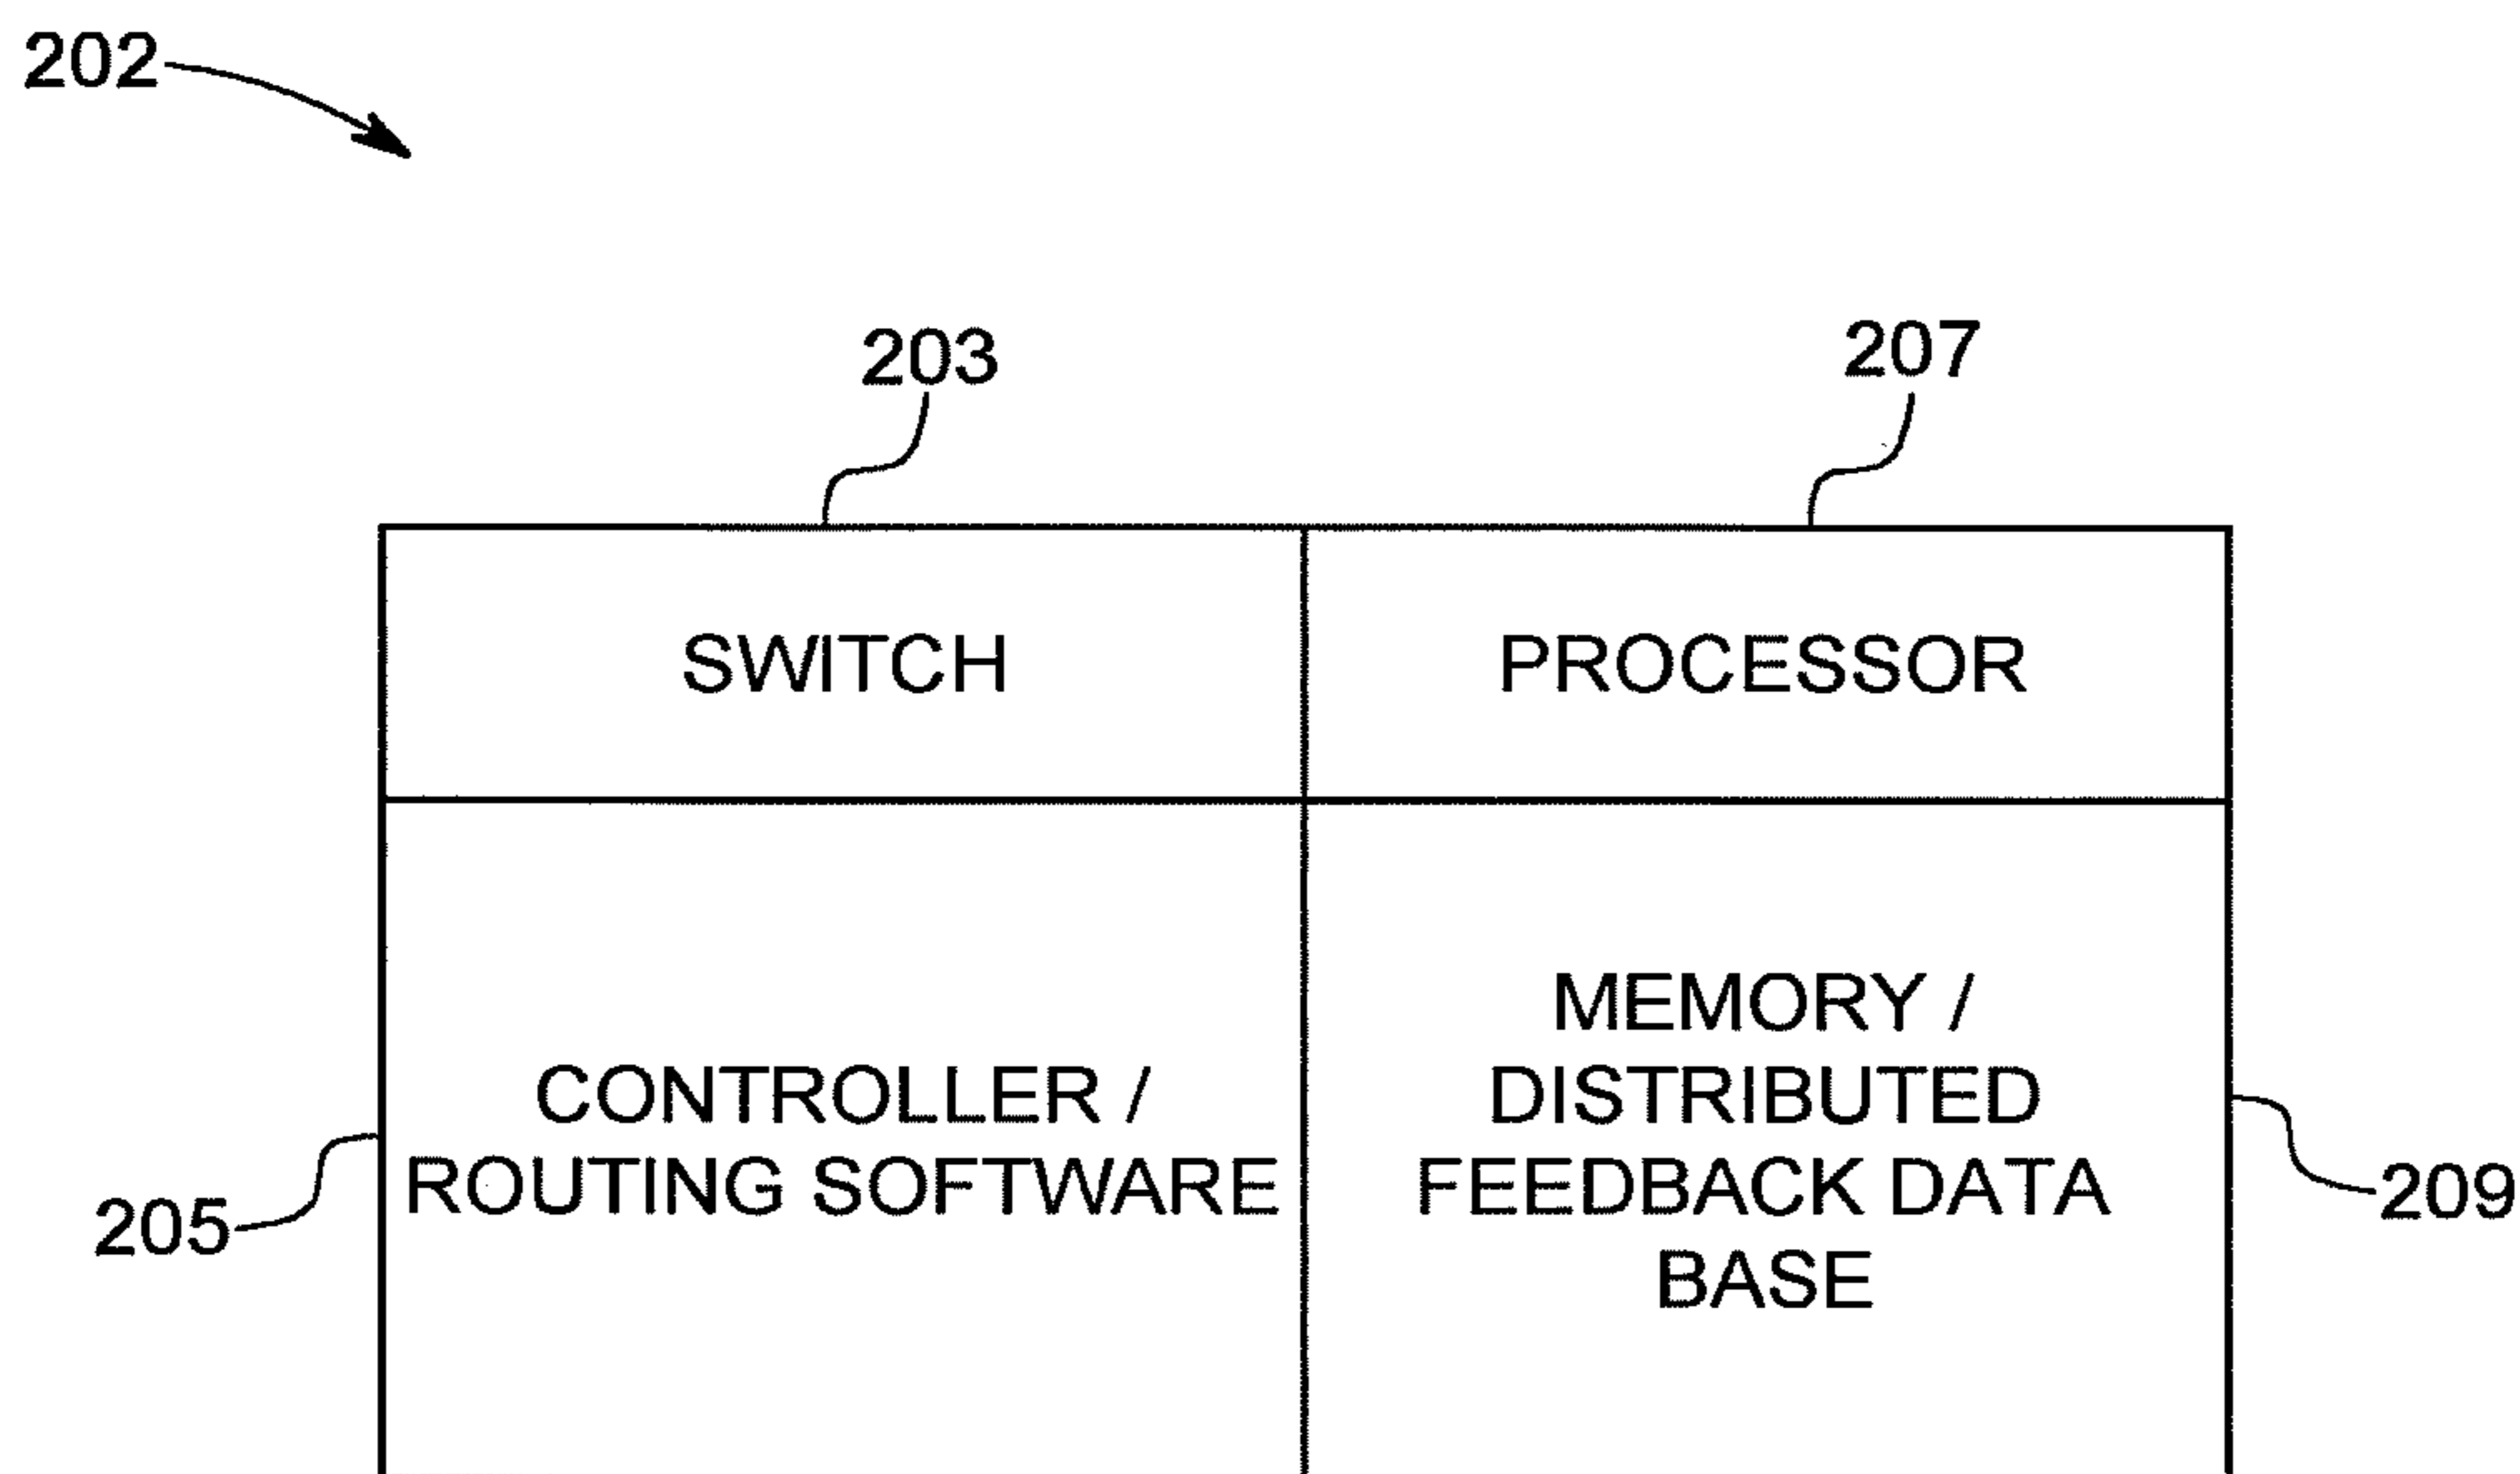 202
203
207
SWITCH
PROCESSOR
CONTROLLER /
ROUTING SOFTWARE
MEMORY /
DISTRIBUTED
FEEDBACK DATA
BASE
205
209